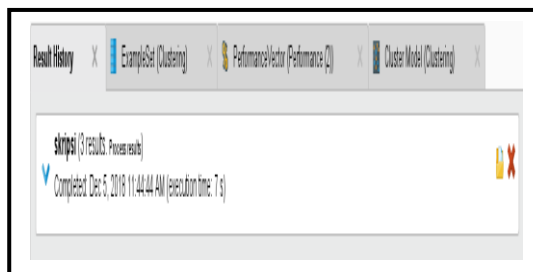 Result History
ExampleSet (Clustering)
PerformanceVector (Performance (2))
Cluster Model (Clustering)
skripsi (3 results. Process results)
Completed: Dec 5, 2018 11:44:44 AM (execution time: 7 s)